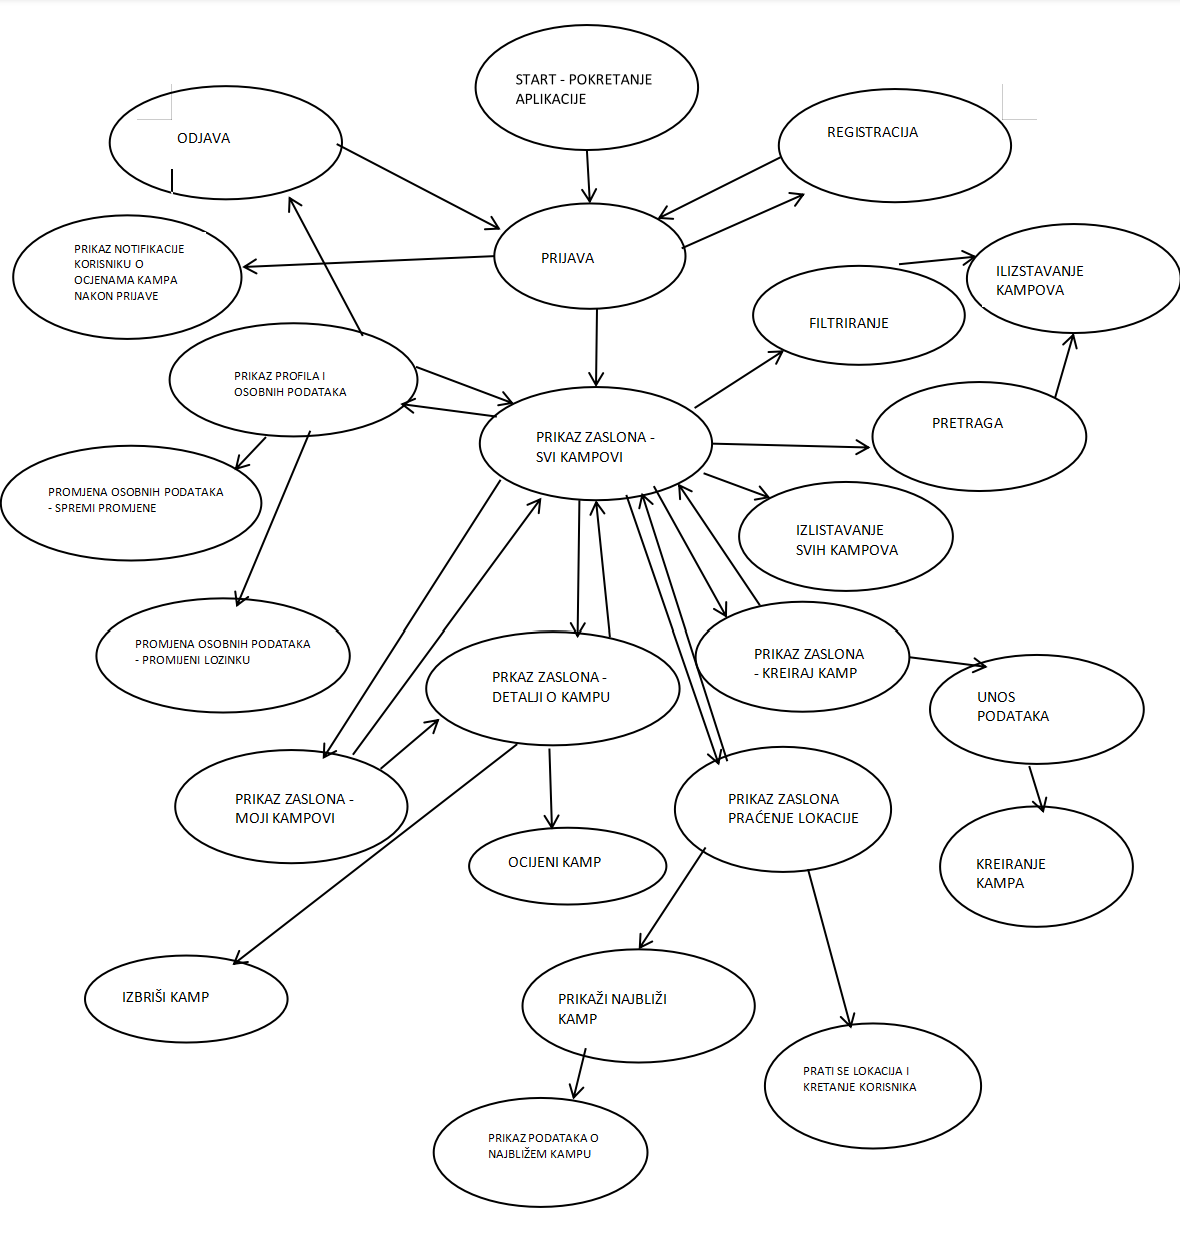 START - POKRETANJE
APLIKACIJE
ODJAVA
REGISTRACIJA
PRIJAVA
PRIKAZ NOTIFIKACIJE
KORISNIKU O
OCJENAMA KAMPA
NAKON PRIJAVE
ILIZSTAVANJE
KAMPOVA
FILTRIRANJE
PRIKAZ PROFILA I
OSOBNIH PODATAKA
PRIKAZ ZASLONA -
SVI KAMPOVI
PRETRAGA
PROMJENA OSOBNIH PODATAKA
- SPREMI PROMJENE
IZLISTAVANJE
SVIH KAMPOVA
PROMJENA OSOBNIH PODATAKA
- PROMIJENI LOZINKU
PRKAZ ZASLONA -
DETALJI O KAMPU
PRIKAZ ZASLONA
- KREIRAJ KAMP
UNOS
PODATAKA
PRIKAZ ZASLONA -
MOJI KAMPOVI
PRIKAZ ZASLONA
PRAĆENJE LOKACIJE
OCIJENI KAMP
KREIRANJE
KAMPA
IZBRIŠI KAMP
PRIKAŽI NAJBLIŽI
KAMP
PRATI SE LOKACIJA I
KRETANJE KORISNIKA
PRIKAZ PODATAKA O
NAJBLIŽEM KAMPU